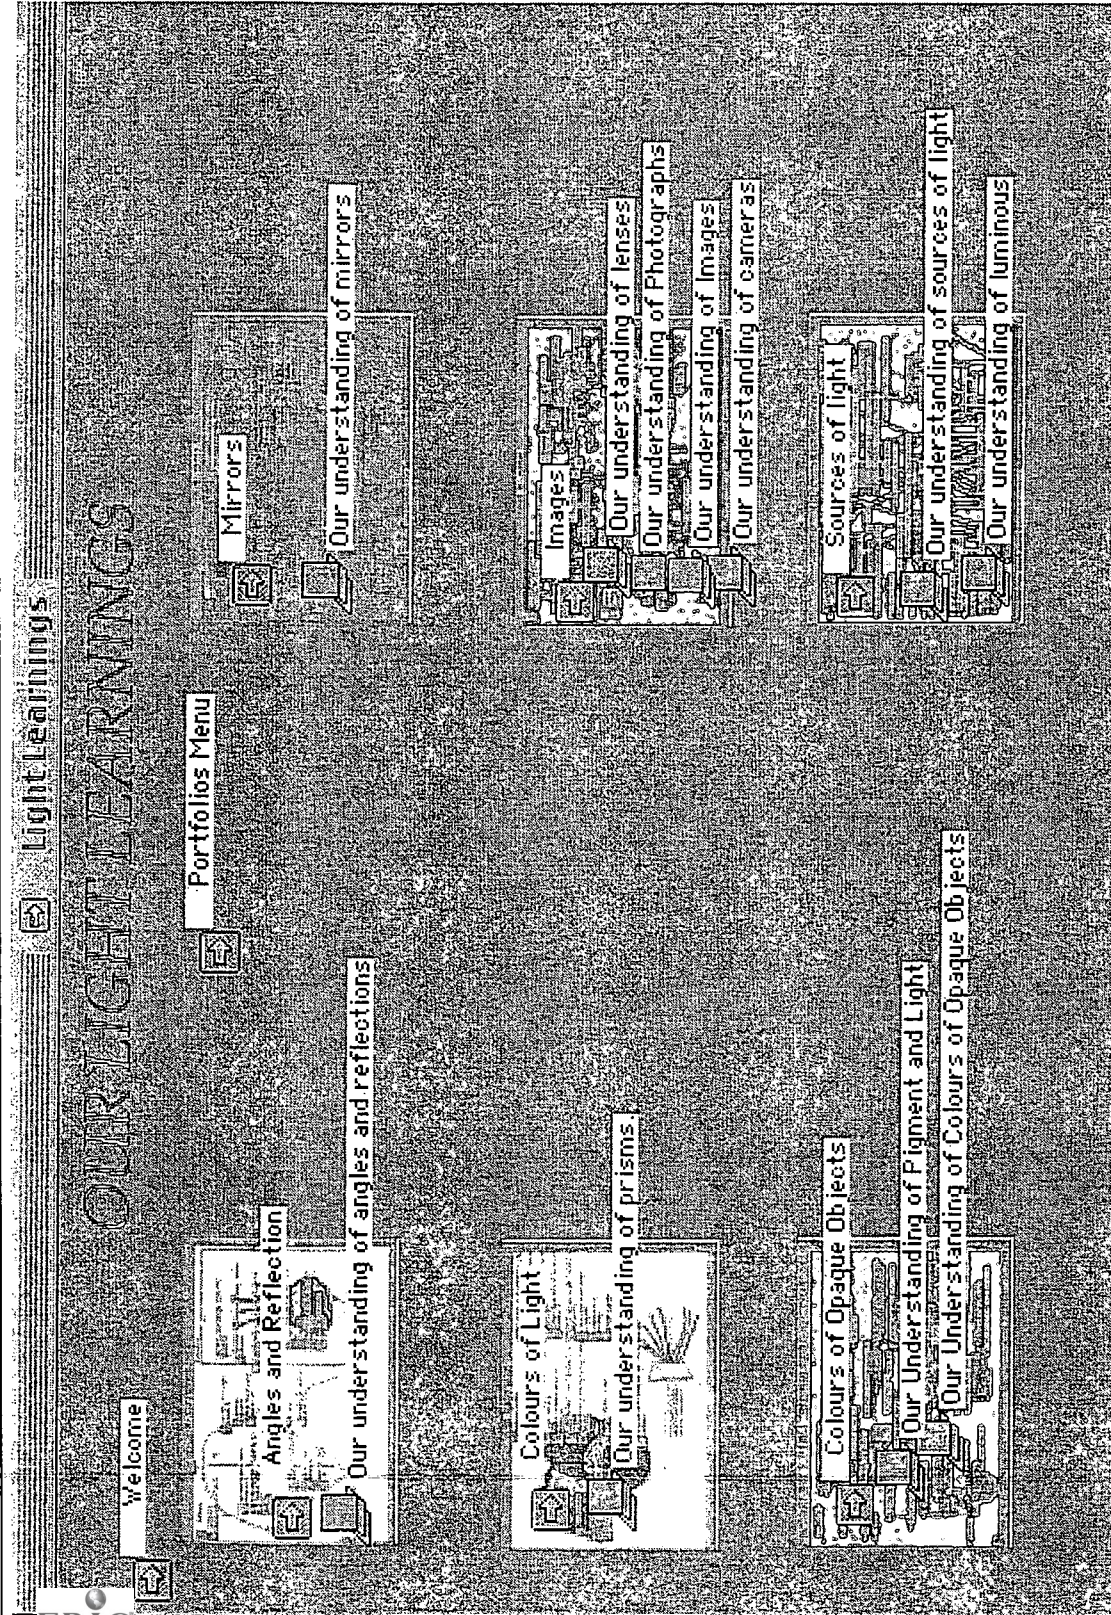 Light Learnings
OUR LIGHT LEARNINGS
Welcome
Portfolios Menu
Angles and Reflection
Our understanding of angles and reflections
Mirrors
Our understanding of mirrors
Colours of Light
Our understanding of prisms.
Images
Our understanding of lenses
Our understanding of Photographs
Our understanding of Images
Our understanding of cameras
Colours of Opaque Objects
Our Understanding of Pigment and Light
Our Understanding of Colours of Opaque Objects
Sources of light
Our understanding of sources of light
Our understanding of luminous